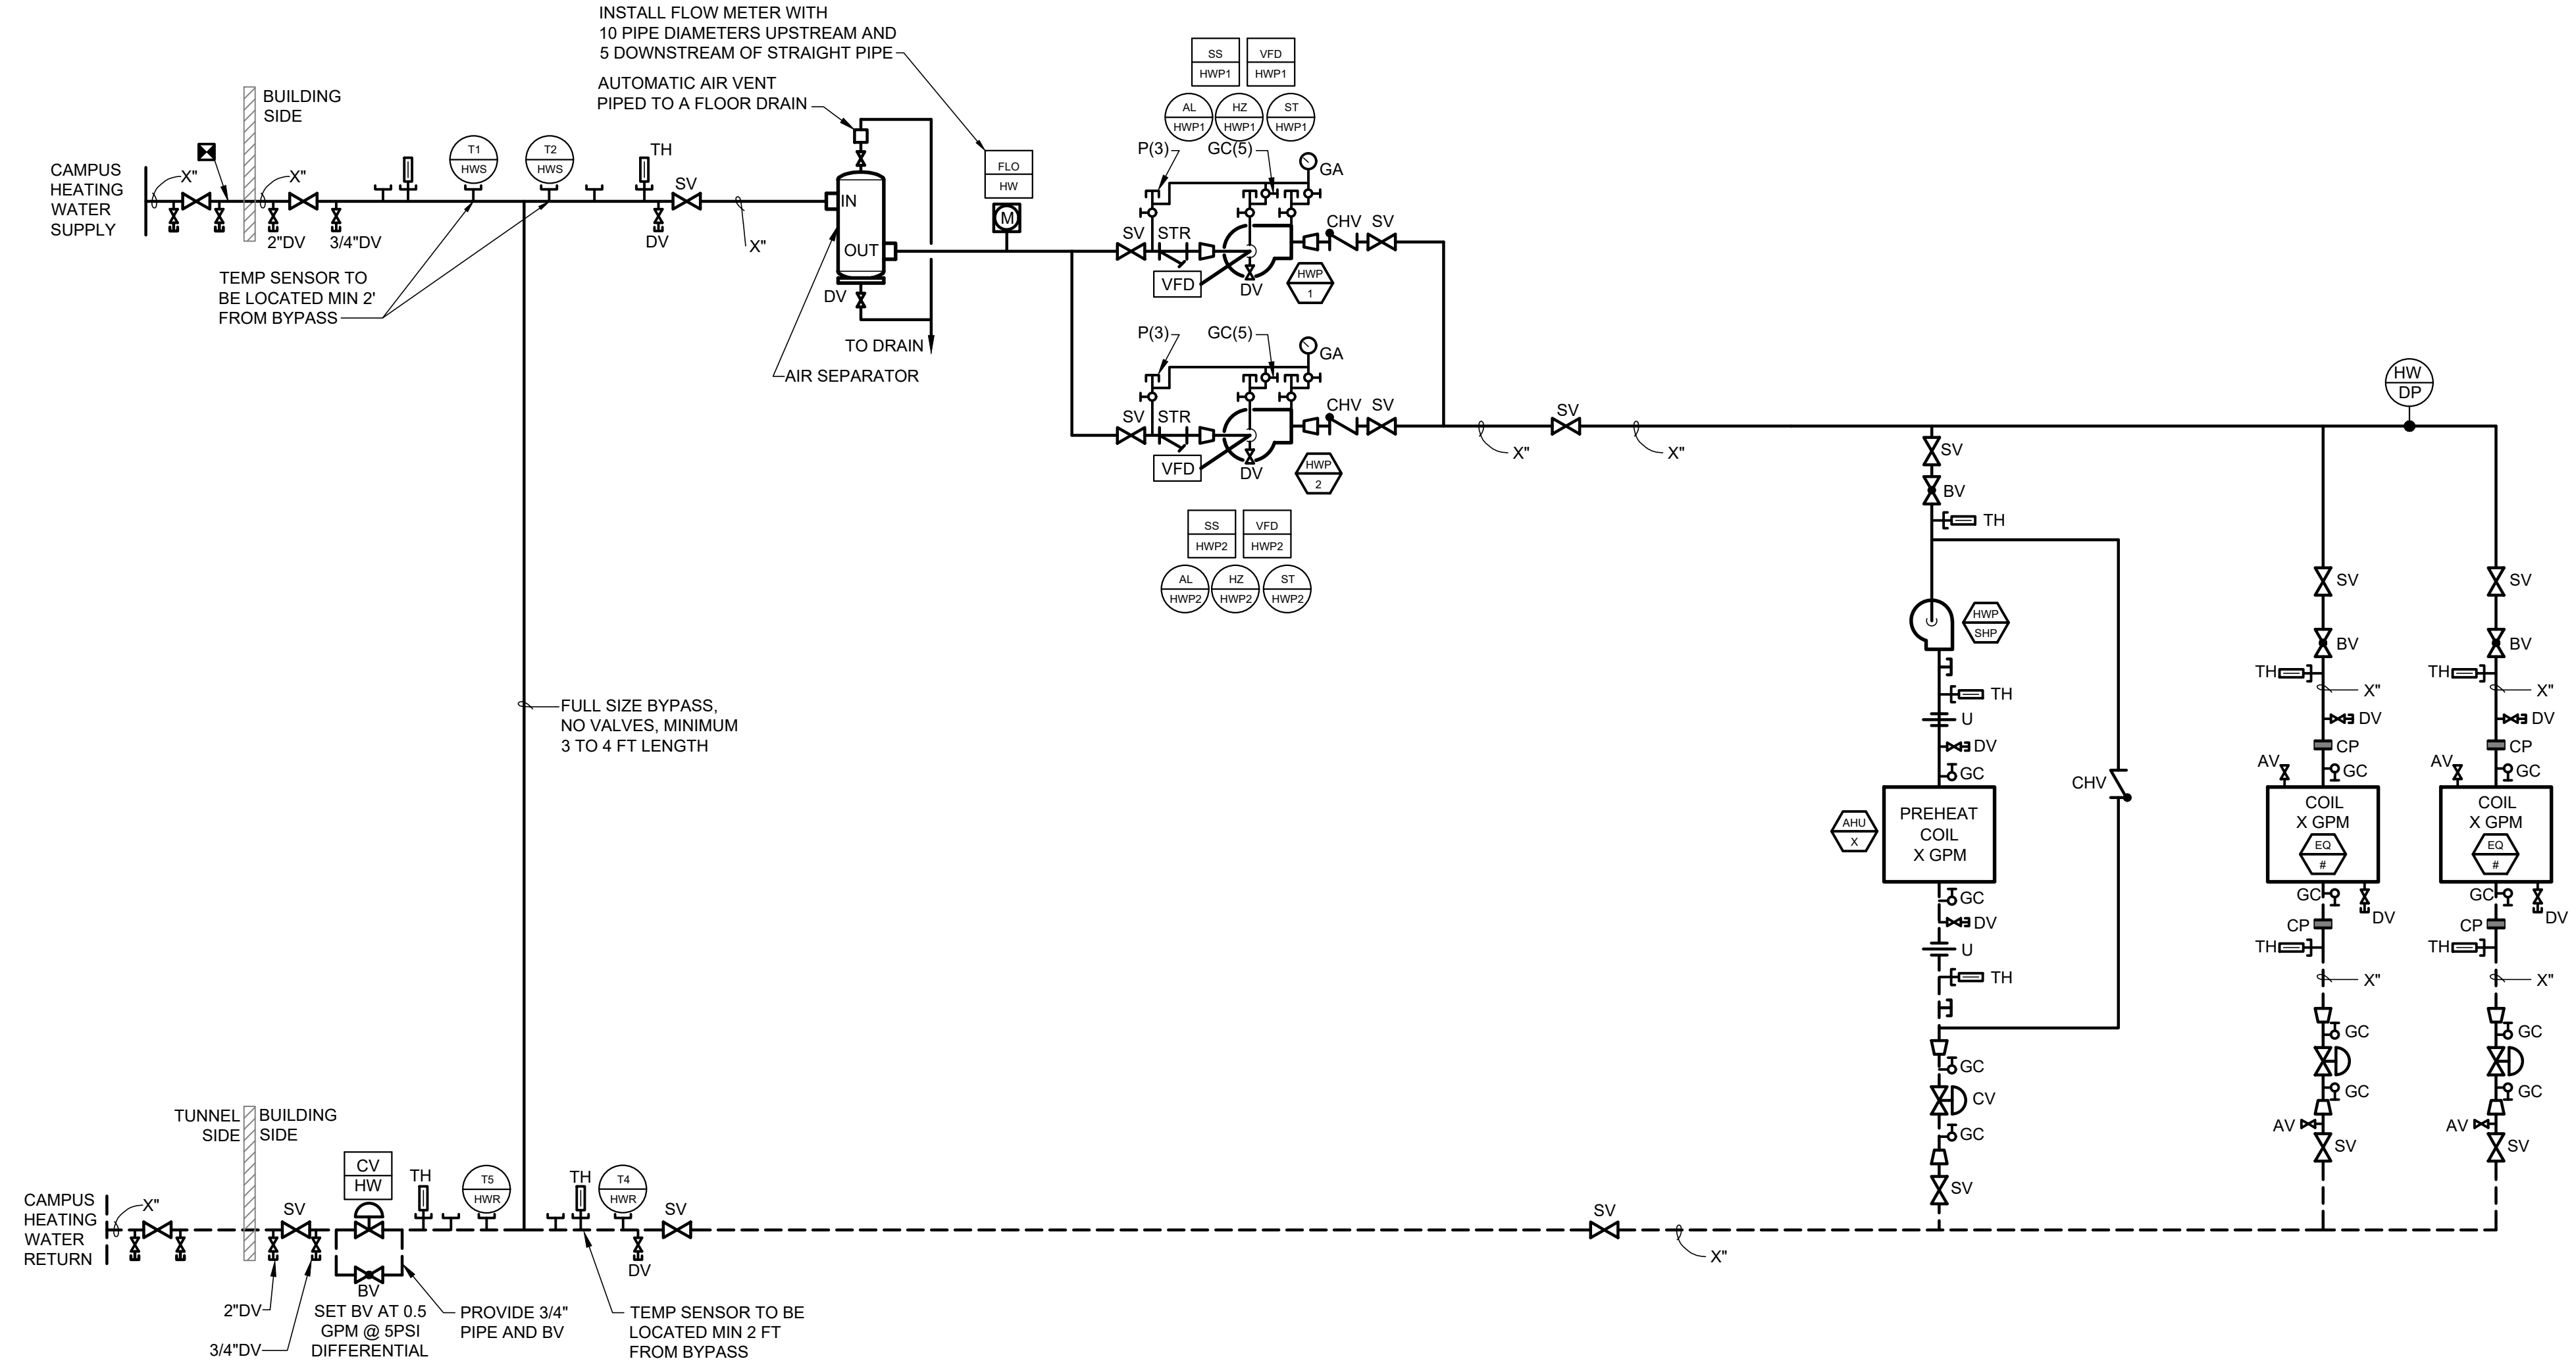 INSTALL FLOW METER WITH
10 PIPE DIAMETERS UPSTREAM AND
5 DOWNSTREAM OF STRAIGHT PIPE
AUTOMATIC AIR VENT
PIPED TO A FLOOR DRAIN
BUILDING
SIDE
CAMPUS
HEATING
WATER
SUPPLY
X"
X"
2"DV
3/4"DV
T1
HWS
T2
HWS
TH
SV
DV
X"
TEMP SENSOR TO
BE LOCATED MIN 2'
FROM BYPASS
IN
OUT
DV
TO DRAIN
AIR SEPARATOR
FLO
HW
M
SS
HWP1
VFD
HWP1
AL
HWP1
HZ
HWP1
ST
HWP1
P(3)
GC(5)
GA
SV
STR
CHV
SV
VFD
DV
HWP
1
P(3)
GC(5)
GA
SV
STR
CHV
SV
VFD
DV
HWP
2
SS
HWP2
VFD
HWP2
AL
HWP2
HZ
HWP2
ST
HWP2
X"
SV
X"
HW
DP
SV
BV
TH
HWP
SHP
TH
U
DV
GC
AHU
X
PREHEAT
COIL
X GPM
CHV
GC
DV
U
TH
GC
CV
GC
SV
SV
BV
TH
X"
DV
CP
AV
GC
COIL
X GPM
EQ
#
GC
DV
CP
TH
X"
GC
GC
AV
SV
SV
BV
TH
X"
DV
CP
AV
GC
COIL
X GPM
EQ
#
GC
DV
CP
TH
X"
GC
GC
AV
SV
FULL SIZE BYPASS,
NO VALVES, MINIMUM
3 TO 4 FT LENGTH
TUNNEL
SIDE
BUILDING
SIDE
CAMPUS
HEATING
WATER
RETURN
X"
SV
CV
HW
TH
T5
HWR
TH
T4
HWR
SV
DV
SV
X"
BV
2"DV
3/4"DV
SET BV AT 0.5
GPM @ 5PSI
DIFFERENTIAL
PROVIDE 3/4"
PIPE AND BV
TEMP SENSOR TO BE
LOCATED MIN 2 FT
FROM BYPASS